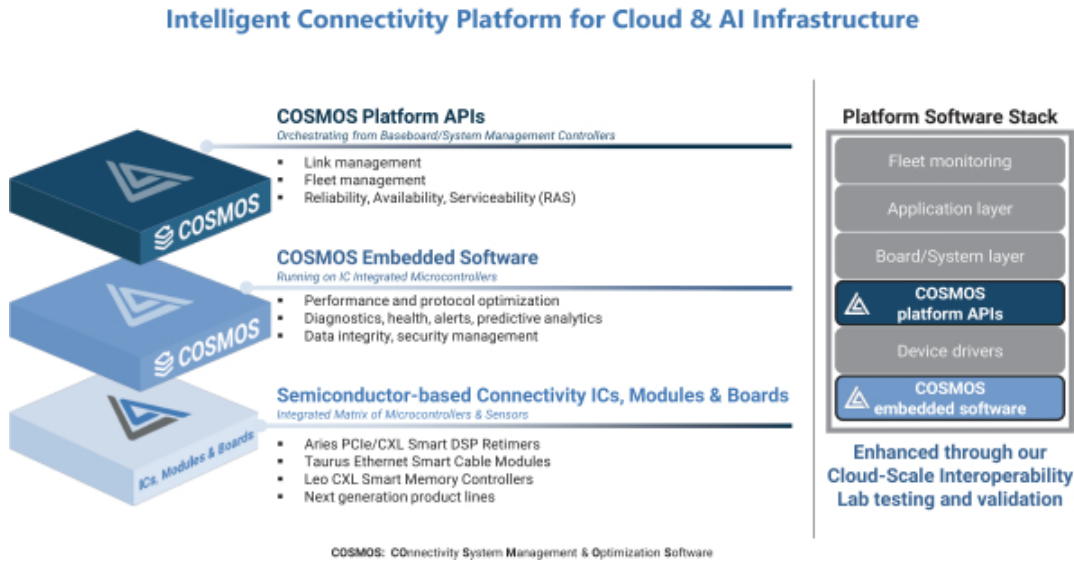 Intelligent Connectivity Platform for Cloud & AI Infrastructure
COSMOS Platform APIs
Orchestrating from Baseboard/System Management Controllers
▪ Link management
▪ Fleet management
▪ Reliability, Availability, Serviceability (RAS)
COSMOS
COSMOS Embedded Software
Running on IC Integrated Microcontrollers
▪ Performance and protocol optimization
▪ Diagnostics, health, alerts, predictive analytics
▪ Data integrity, security management
COSMOS
Semiconductor-based Connectivity ICs, Modules & Boards
Integrated Matrix of Microcontrollers & Sensors
▪ Aries PCIe/CXL Smart DSP Retimers
▪ Taurus Ethernet Smart Cable Modules
▪ Leo CXL Smart Memory Controllers
▪ Next generation product lines
ICs, Modules & Boards
Platform Software Stack
Fleet monitoring
Application layer
Board/System layer
COSMOS
platform APIs
Device drivers
COSMOS
embedded software
Enhanced through our
Cloud-Scale Interoperability
Lab testing and validation
COSMOS: COnnectivity System Management & Optimization Software